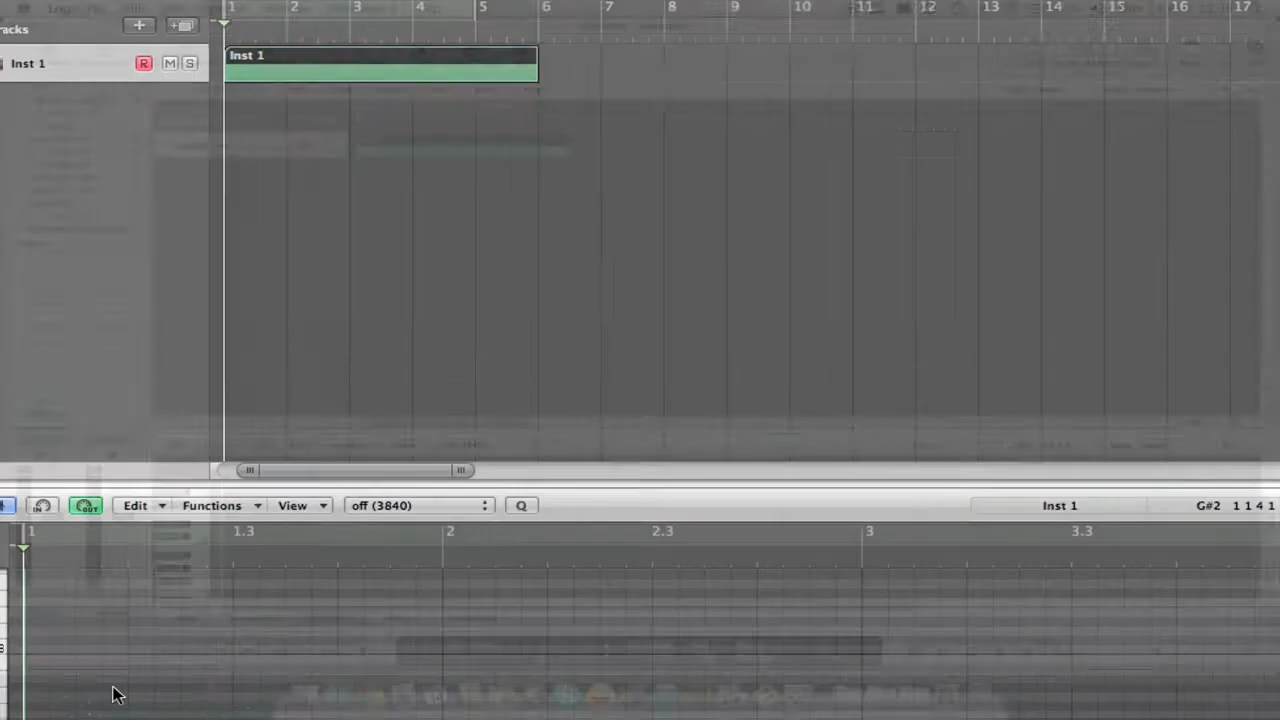 1 2 3 4 5 6 7 8 9 10 11 12 13 14 15 16 17
racks
Inst 1 R M S
Inst 1
IN OUT Edit Functions View off (3840) Q Inst 1 G#2 1 1 4 1
1 1.3 2 2.3 3 3.3